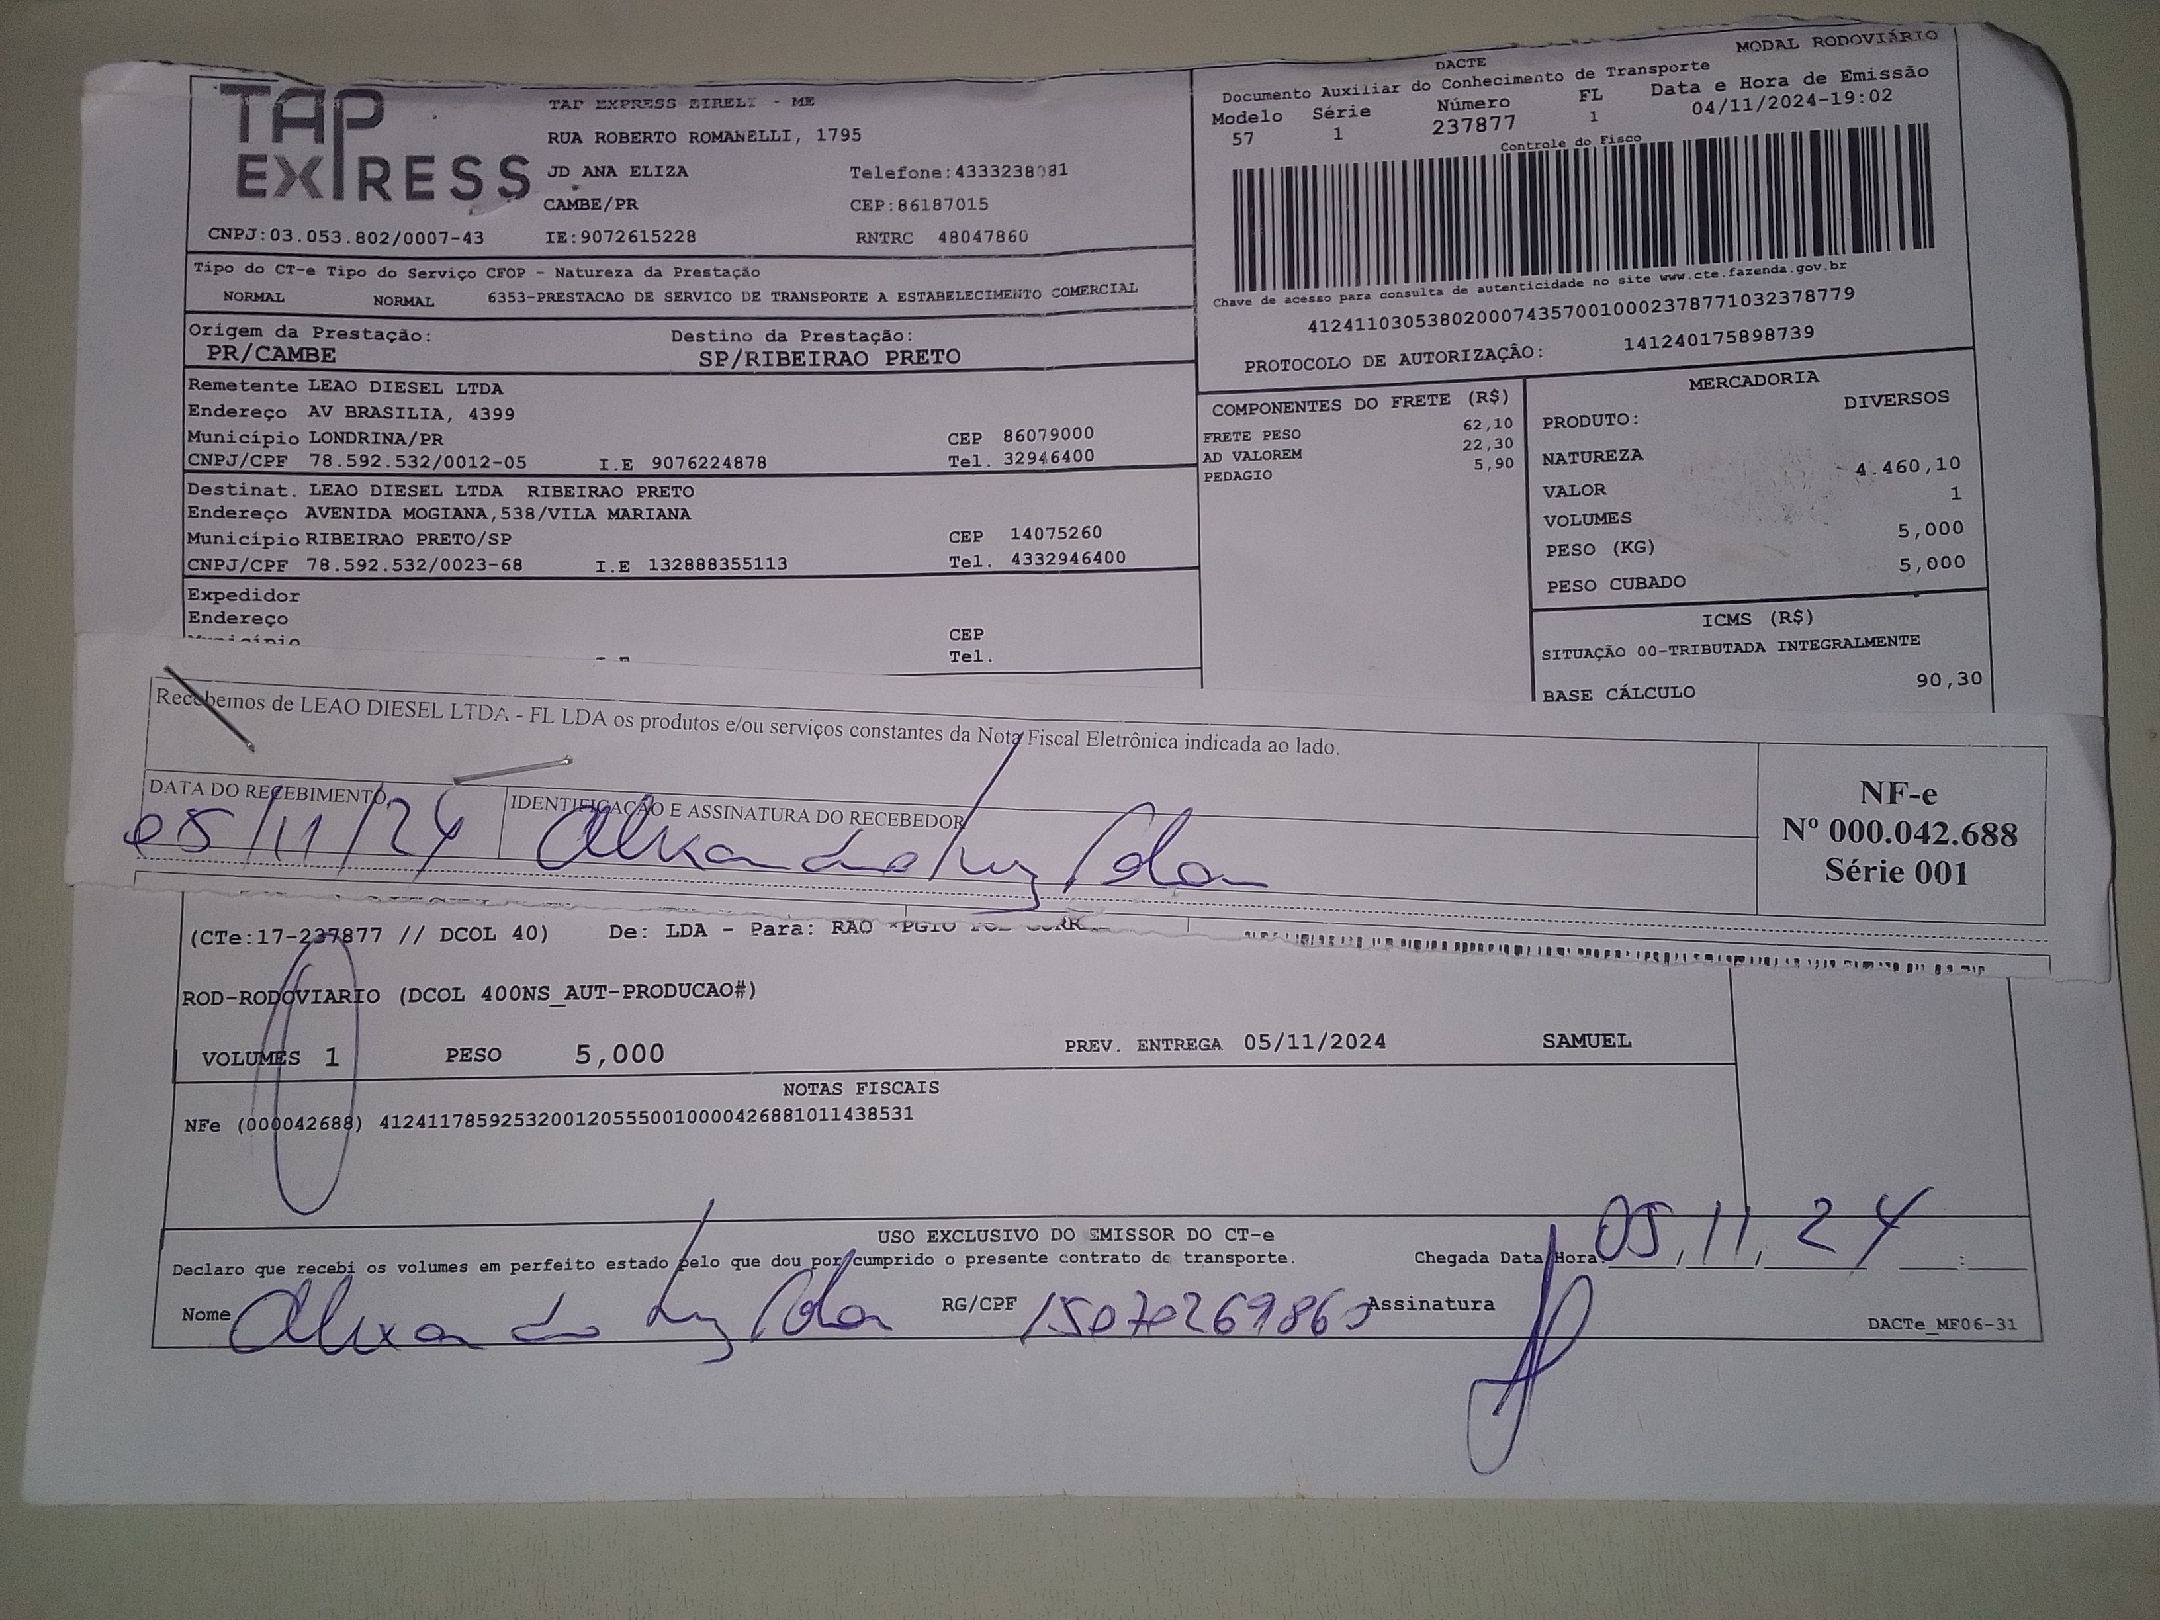 TAP EXPRESS
TAP EXPRESS EIRELI - ME
RUA ROBERTO ROMANELLI, 1795
JD ANA ELIZA Telefone:4333238081
CAMBE/PR CEP:86187015
CNPJ:03.053.802/0007-43 IE:9072615228 RNTRC 48047860
MODAL RODOVIÁRIO
DACTE
Documento Auxiliar do Conhecimento de Transporte
Modelo Série Número FL Data e Hora de Emissão
57 1 237877 1 04/11/2024-19:02
Controle do Fisco
Chave de acesso para consulta de autenticidade no site www.cte.fazenda.gov.br
41241103053802000743570010002378771032378779
PROTOCOLO DE AUTORIZAÇÃO: 141240175898739
Tipo do CT-e Tipo do Serviço CFOP - Natureza da Prestação
NORMAL NORMAL 6353-PRESTACAO DE SERVICO DE TRANSPORTE A ESTABELECIMENTO COMERCIAL
Origem da Prestação: Destino da Prestação:
PR/CAMBE SP/RIBEIRAO PRETO
Remetente LEAO DIESEL LTDA
Endereço AV BRASILIA, 4399
Município LONDRINA/PR CEP 86079000
CNPJ/CPF 78.592.532/0012-05 I.E 9076224878 Tel. 32946400
Destinat. LEAO DIESEL LTDA RIBEIRAO PRETO
Endereço AVENIDA MOGIANA,538/VILA MARIANA
Município RIBEIRAO PRETO/SP CEP 14075260
CNPJ/CPF 78.592.532/0023-68 I.E 132888355113 Tel. 4332946400
Expedidor
Endereço
Município CEP
Tel.
COMPONENTES DO FRETE (R$)
FRETE PESO 62,10
AD VALOREM 22,30
PEDAGIO 5,90
MERCADORIA
PRODUTO: DIVERSOS
NATUREZA
VALOR 4.460,10
VOLUMES 1
PESO (KG) 5,000
PESO CUBADO 5,000
ICMS (R$)
SITUAÇÃO 00-TRIBUTADA INTEGRALMENTE
BASE CÁLCULO 90,30
Recebemos de LEAO DIESEL LTDA - FL LDA os produtos e/ou serviços constantes da Nota Fiscal Eletrônica indicada ao lado.
DATA DO RECEBIMENTO IDENTIFICAÇÃO E ASSINATURA DO RECEBEDOR
05/11/24
NF-e
Nº 000.042.688
Série 001
(CTe:17-237877 // DCOL 40) De: LDA - Para: RAO
ROD-RODOVIARIO (DCOL 400NS_AUT-PRODUCAO#)
VOLUMES 1 PESO 5,000 PREV. ENTREGA 05/11/2024 SAMUEL
NOTAS FISCAIS
NFe (000042688) 41241178592532001205550010000426881011438531
USO EXCLUSIVO DO EMISSOR DO CT-e
Declaro que recebi os volumes em perfeito estado pelo que dou por cumprido o presente contrato de transporte. Chegada Data/Hora 05/11/24
Nome RG/CPF Assinatura
DACTe_MF06-31